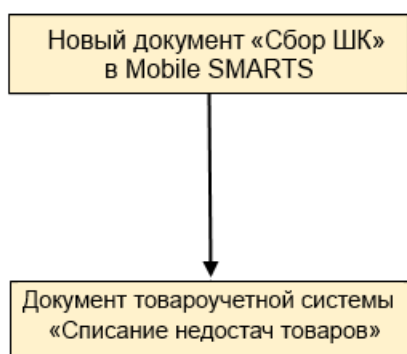 Новый документ «Сбор ШК»
в Mobile SMARTS
Документ товароучетной системы
«Списание недостач товаров»